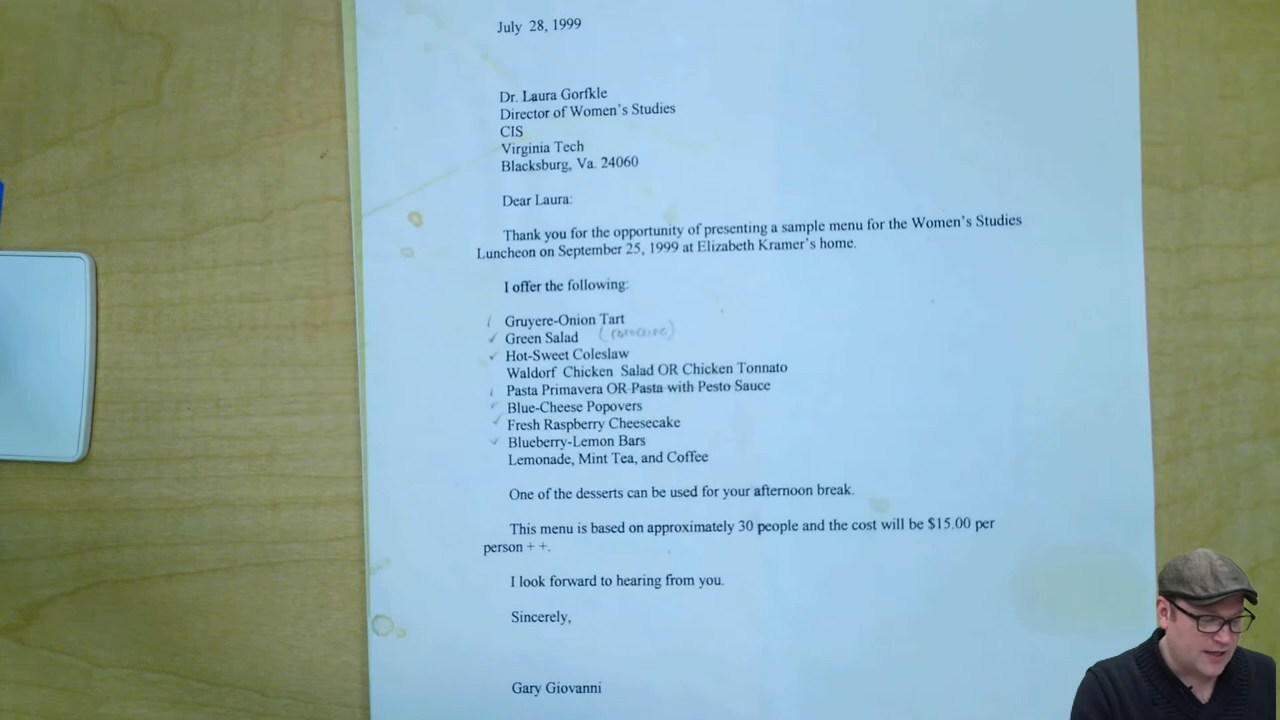 July 28, 1999
Dr. Laura Gorfkle
Director of Women's Studies
CIS
Virginia Tech
Blacksburg, Va. 24060
Dear Laura:
Thank you for the opportunity of presenting a sample menu for the Women's Studies
Luncheon on September 25, 1999 at Elizabeth Kramer's home.
I offer the following:
Gruyere-Onion Tart
Green Salad (romaine)
Hot-Sweet Coleslaw
Waldorf Chicken Salad OR Chicken Tonnato
Pasta Primavera OR Pasta with Pesto Sauce
Blue-Cheese Popovers
Fresh Raspberry Cheesecake
Blueberry-Lemon Bars
Lemonade, Mint Tea, and Coffee
One of the desserts can be used for your afternoon break.
This menu is based on approximately 30 people and the cost will be $15.00 per
person + +.
I look forward to hearing from you.
Sincerely,
Gary Giovanni